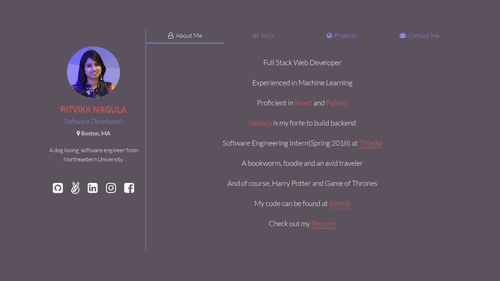 About Me
Skills
Projects
Contact Me
RITVIKA NAGULA
Software Developer!
Boston, MA
A dog loving, software engineer from
Northeastern University.
Full Stack Web Developer
Experienced in Machine Learning
Proficient in React and Python
Node.js is my forte to build backend
Software Engineering Intern(Spring 2018) at Trifacta
A bookworm, foodie and an avid traveler
And of course, Harry Potter and Game of Thrones
My code can be found at Github
Check out my Resume